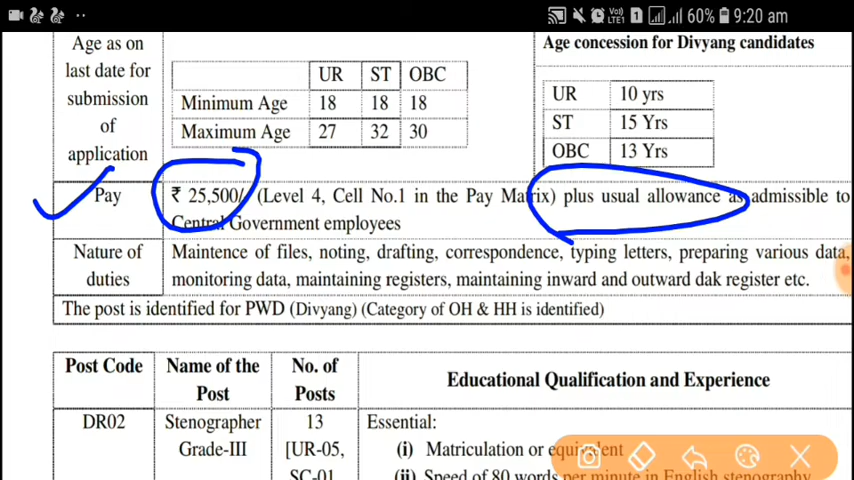 60% 9:20 am
Age as on
last date for
submission
of
application
UR ST OBC
Minimum Age 18 18 18
Maximum Age 27 32 30
Age concession for Divyang candidates
UR 10 yrs
ST 15 Yrs
OBC 13 Yrs
Pay
₹ 25,500/- (Level 4, Cell No.1 in the Pay Matrix) plus usual allowance as admissible to
Central Government employees
Nature of
duties
Maintence of files, noting, drafting, correspondence, typing letters, preparing various data,
monitoring data, maintaining registers, maintaining inward and outward dak register etc.
The post is identified for PWD (Divyang) (Category of OH & HH is identified)
Post Code
Name of the
Post
No. of
Posts
Educational Qualification and Experience
DR02
Stenographer
Grade-III
13
[UR-05,
SC-01
Essential:
(i) Matriculation or equivalent
(ii) Speed of 80 words per minute in English stenography